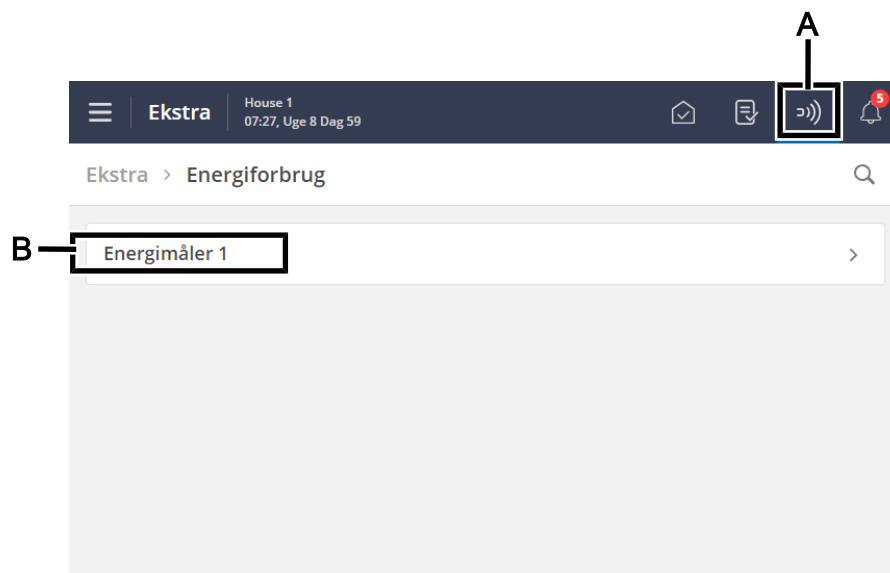 A
Ekstra
House 1
07:27, Uge 8 Dag 59
5
Ekstra > Energiforbrug
B
Energimåler 1